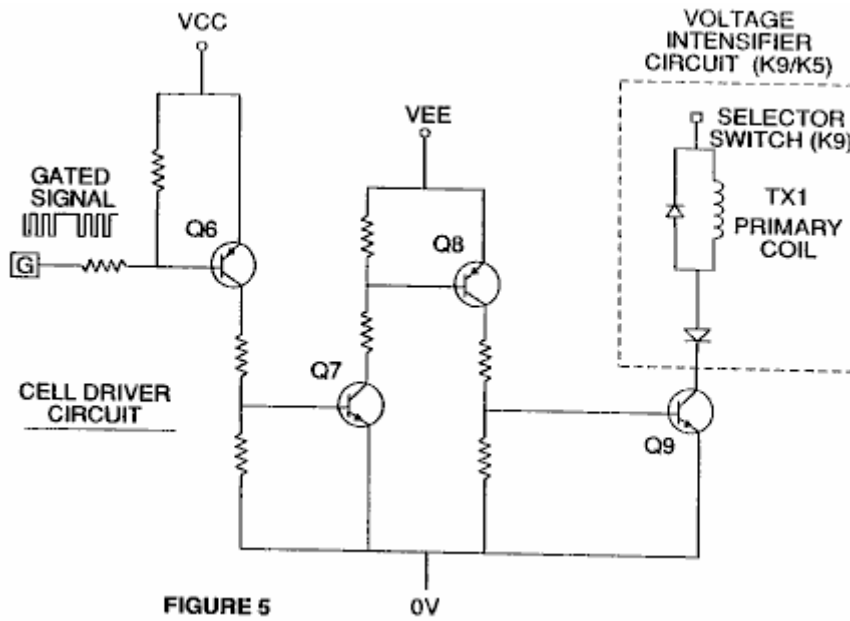 VCC
VOLTAGE
INTENSIFIER
CIRCUIT (K9/K5)
VEE
SELECTOR
SWITCH (K9)
GATED
SIGNAL
Q6
Q8
TX1
PRIMARY
COIL
G
Q7
CELL DRIVER
CIRCUIT
Q9
FIGURE 5
0V